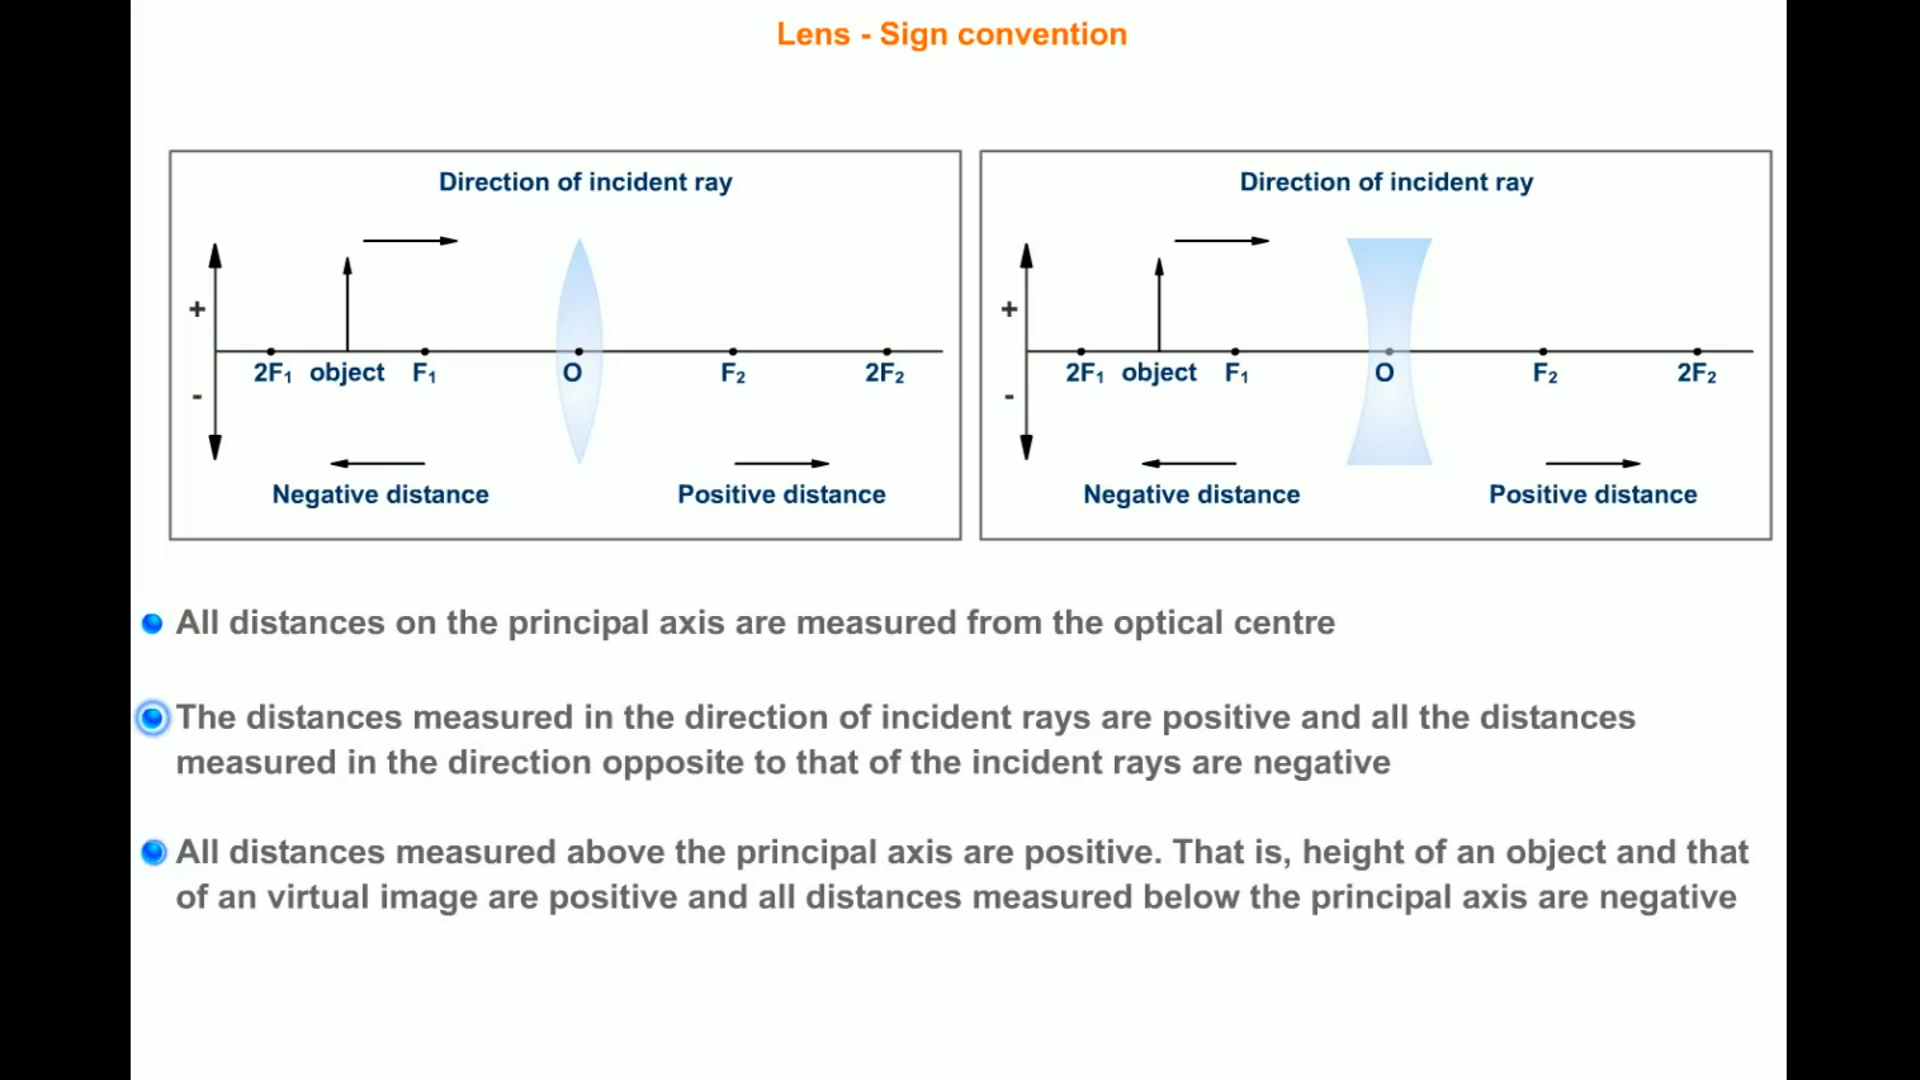 Lens - Sign convention
Direction of incident ray
+
2F₁ object F₁ O F₂ 2F₂
-
Negative distance Positive distance
Direction of incident ray
+
2F₁ object F₁ O F₂ 2F₂
-
Negative distance Positive distance
All distances on the principal axis are measured from the optical centre
The distances measured in the direction of incident rays are positive and all the distances
measured in the direction opposite to that of the incident rays are negative
All distances measured above the principal axis are positive. That is, height of an object and that
of an virtual image are positive and all distances measured below the principal axis are negative